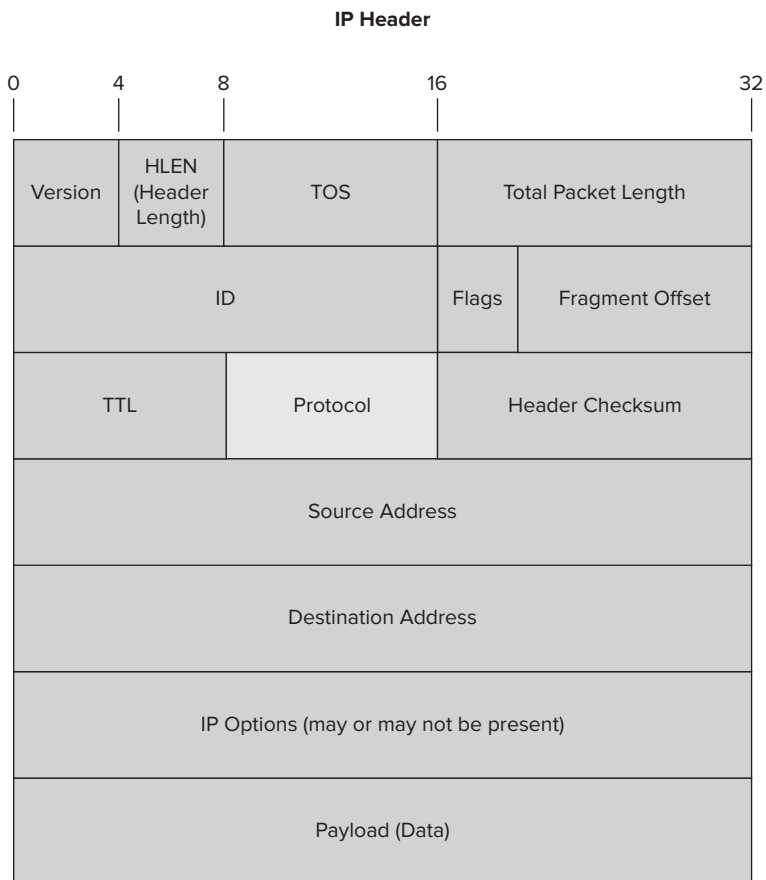 IP Header
0 4 8 16 32
Version
HLEN
(Header
Length)
TOS
Total Packet Length
ID
Flags
Fragment Offset
TTL
Protocol
Header Checksum
Source Address
Destination Address
IP Options (may or may not be present)
Payload (Data)